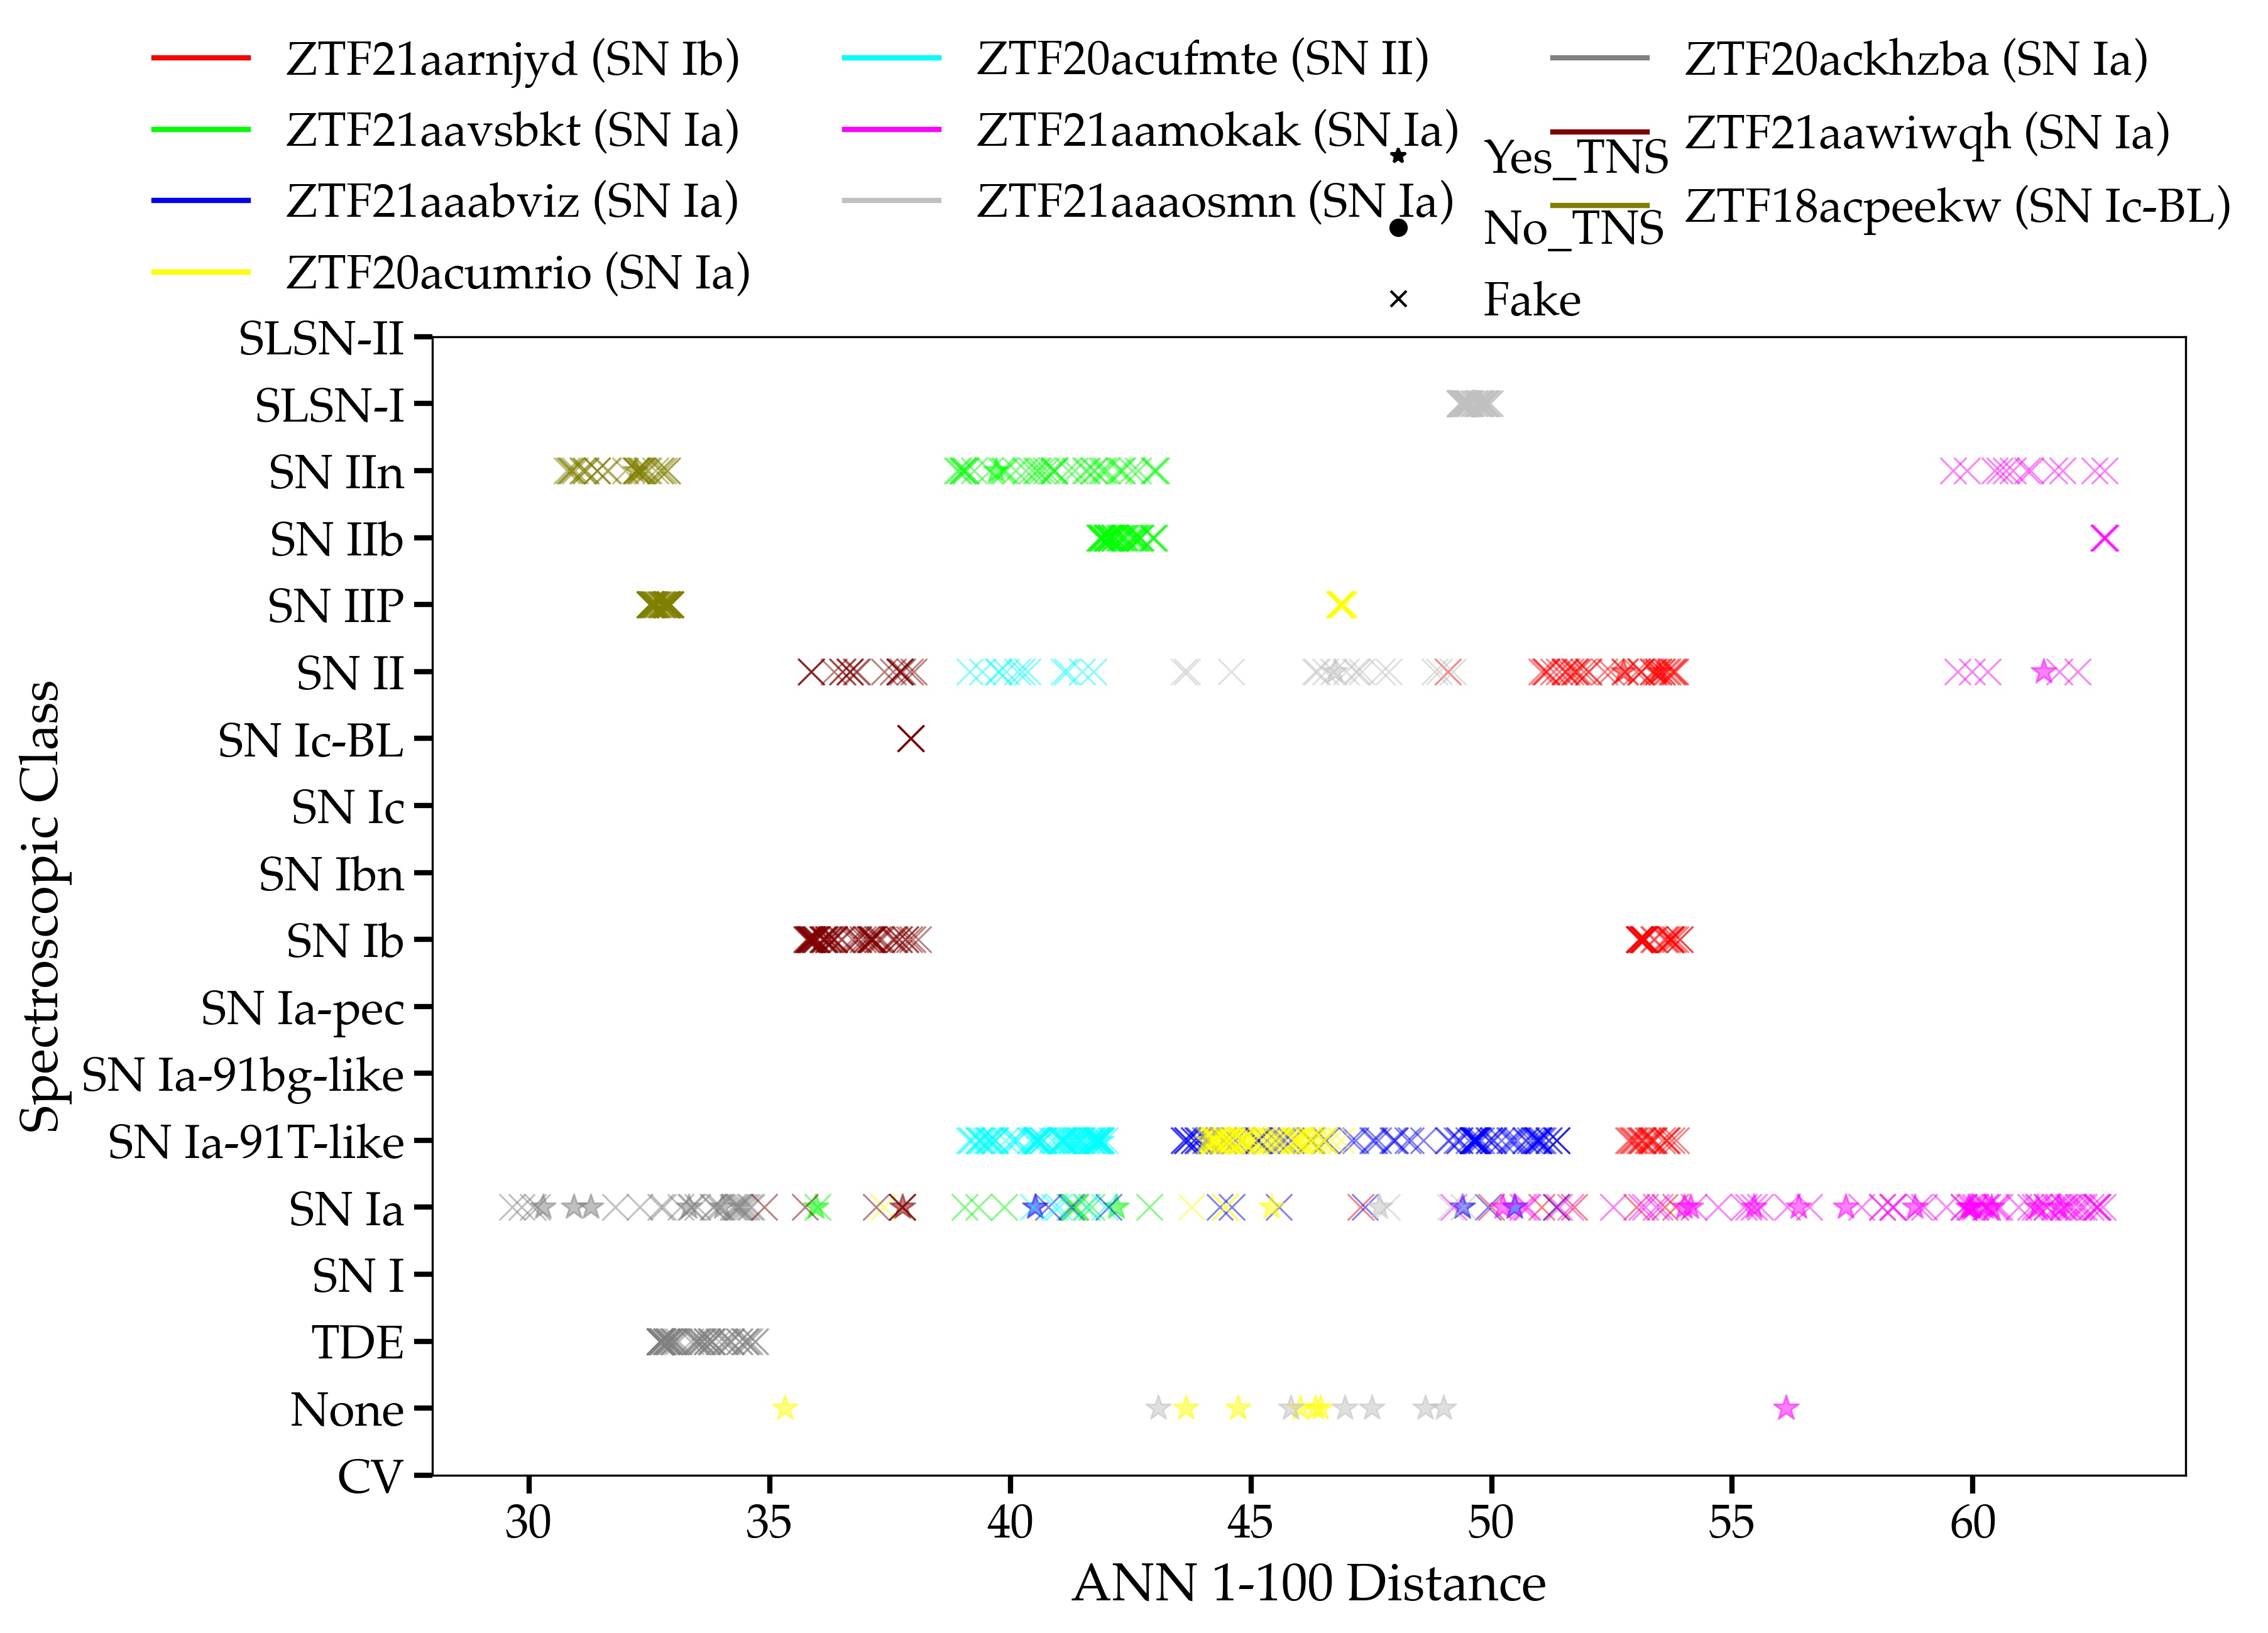 ZTF21aarnjyd (SN Ib)
ZTF20acufmte (SN II)
ZTF20ackhzba (SN Ia)
ZTF21aavsbkt (SN Ia)
ZTF21aamokak (SN Ia)
ZTF21aawiwqh (SN Ia)
Yes_TNS
ZTF21aaabviz (SN Ia)
ZTF21aaaosmn (SN Ia)
ZTF18acpeekw (SN Ic-BL)
No_TNS
ZTF20acumrio (SN Ia)
Fake
SLSN-II
SLSN-I
SN IIn
SN IIb
SN IIP
SN II
SN Ic-BL
SN Ic
SN Ibn
SN Ib
SN Ia-pec
SN Ia-91bg-like
SN Ia-91T-like
SN Ia
SN I
TDE
None
CV
Spectroscopic Class
30 35 40 45 50 55 60
ANN 1-100 Distance